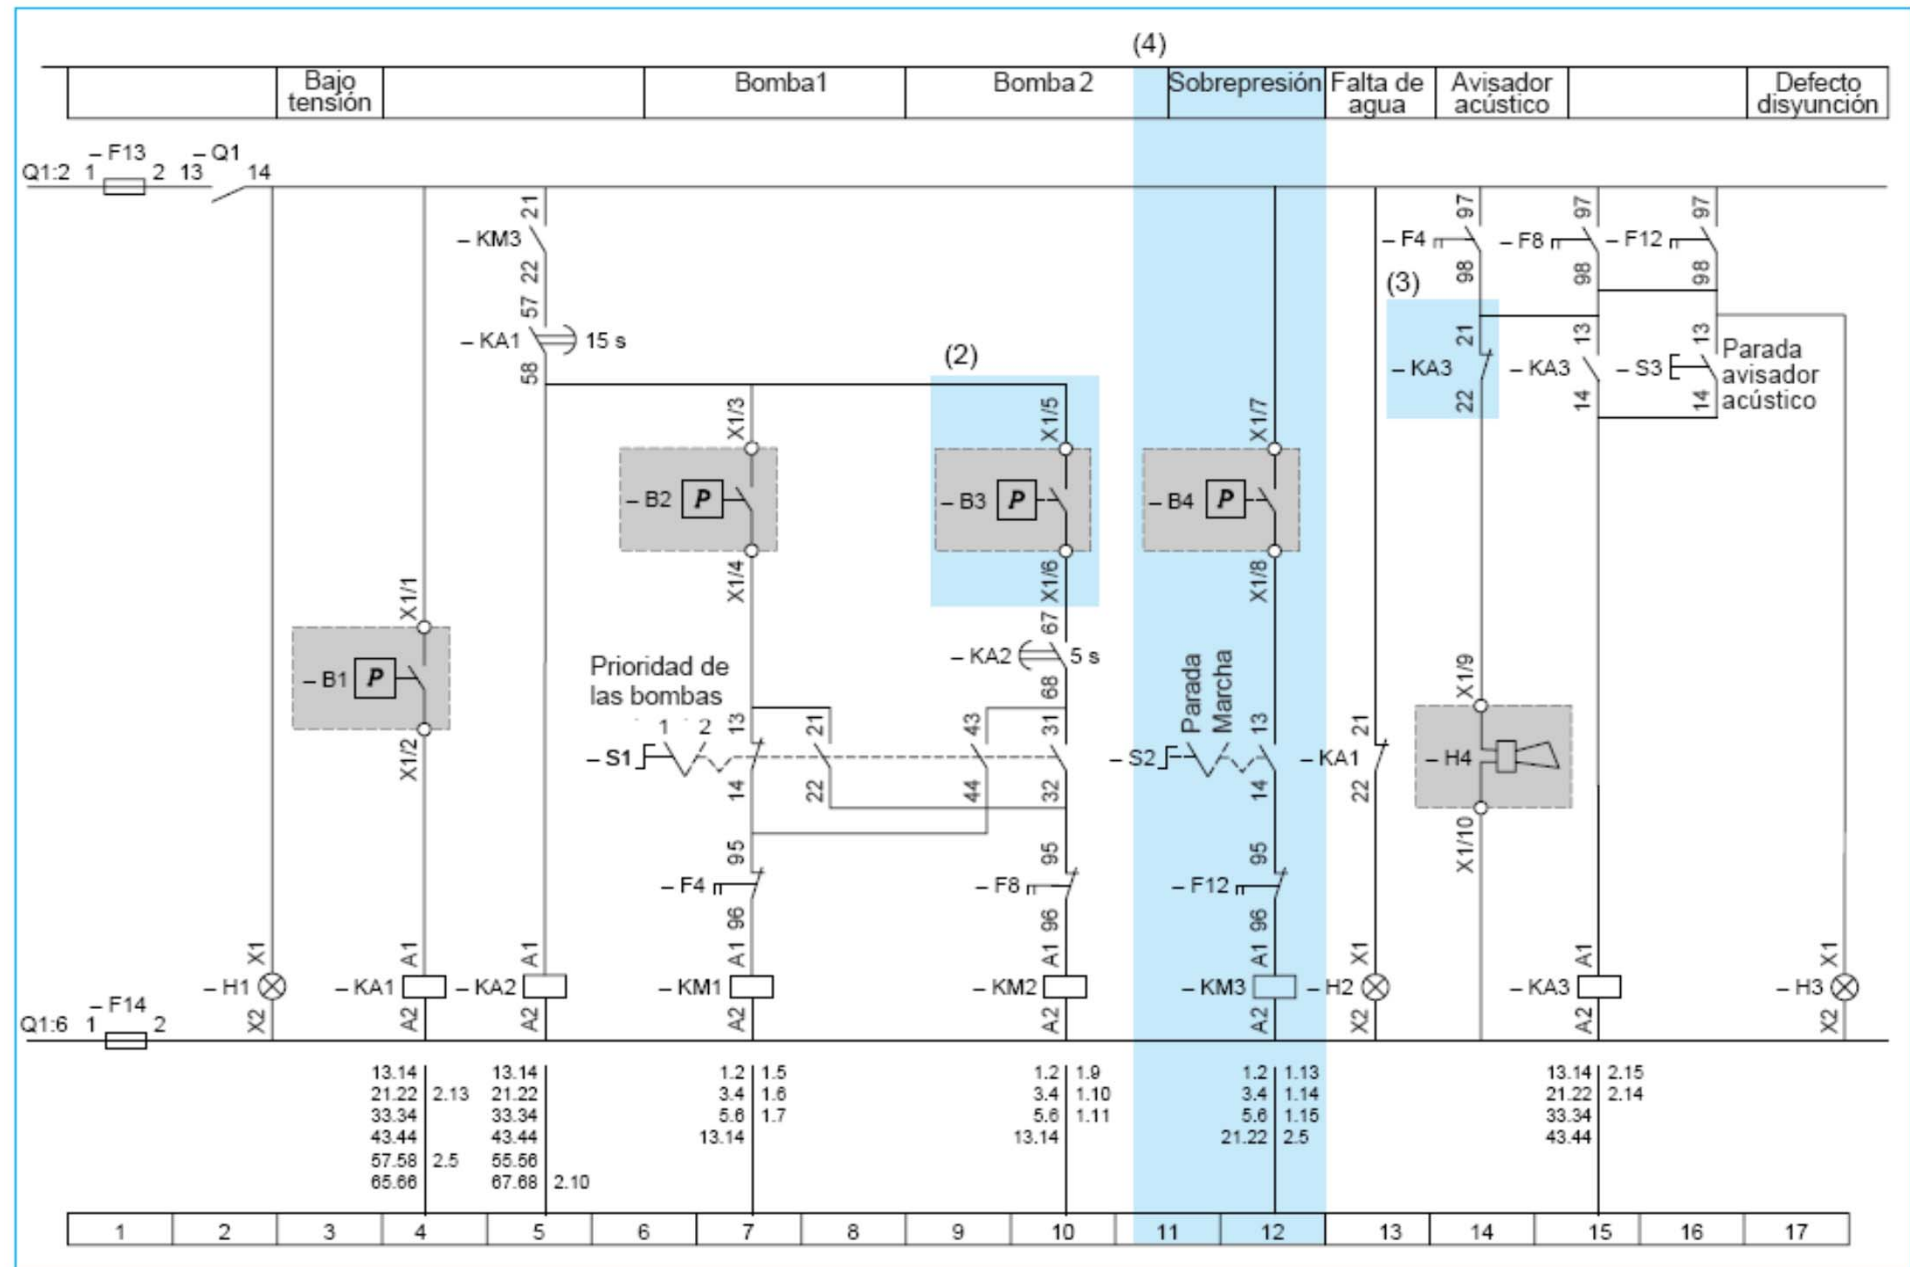 (4)
Bajo tensión
Bomba1
Bomba 2
Sobrepresión
Falta de agua
Avisador acústico
Defecto disyunción
Q1:2 1 – F13 2 13 – Q1 14
21
– KM3
22
57
– KA1 15 s
58
97
– F4
98
97
– F8
98
97
– F12
98
(3)
21
– KA3
22
13
– KA3
14
13
– S3
14
Parada
avisador
acústico
(2)
X1/3
– B2 P
X1/4
X1/5
– B3 P
X1/6
X1/7
– B4 P
X1/8
X1/1
– B1 P
X1/2
67
– KA2 5 s
68
Prioridad de
las bombas
1 2
– S1
13
14
21
22
43
44
31
32
Parada
Marcha
– S2
13
14
21
– KA1
22
X1/9
– H4
X1/10
95
– F4
96
95
– F8
96
95
– F12
96
X1
– H1
X2
A1
– KA1
A2
A1
– KA2
A2
A1
– KM1
A2
A1
– KM2
A2
A1
– KM3
A2
X1
– H2
X2
A1
– KA3
A2
X1
– H3
X2
Q1:6 1 – F14 2
13.14
21.22 2.13
33.34
43.44
57.58 2.5
65.66
13.14
21.22
33.34
43.44
55.56
67.68 2.10
1.2 1.5
3.4 1.6
5.6 1.7
13.14
1.2 1.9
3.4 1.10
5.6 1.11
13.14
1.2 1.13
3.4 1.14
5.6 1.15
21.22 2.5
13.14 2.15
21.22 2.14
33.34
43.44
1 2 3 4 5 6 7 8 9 10 11 12 13 14 15 16 17